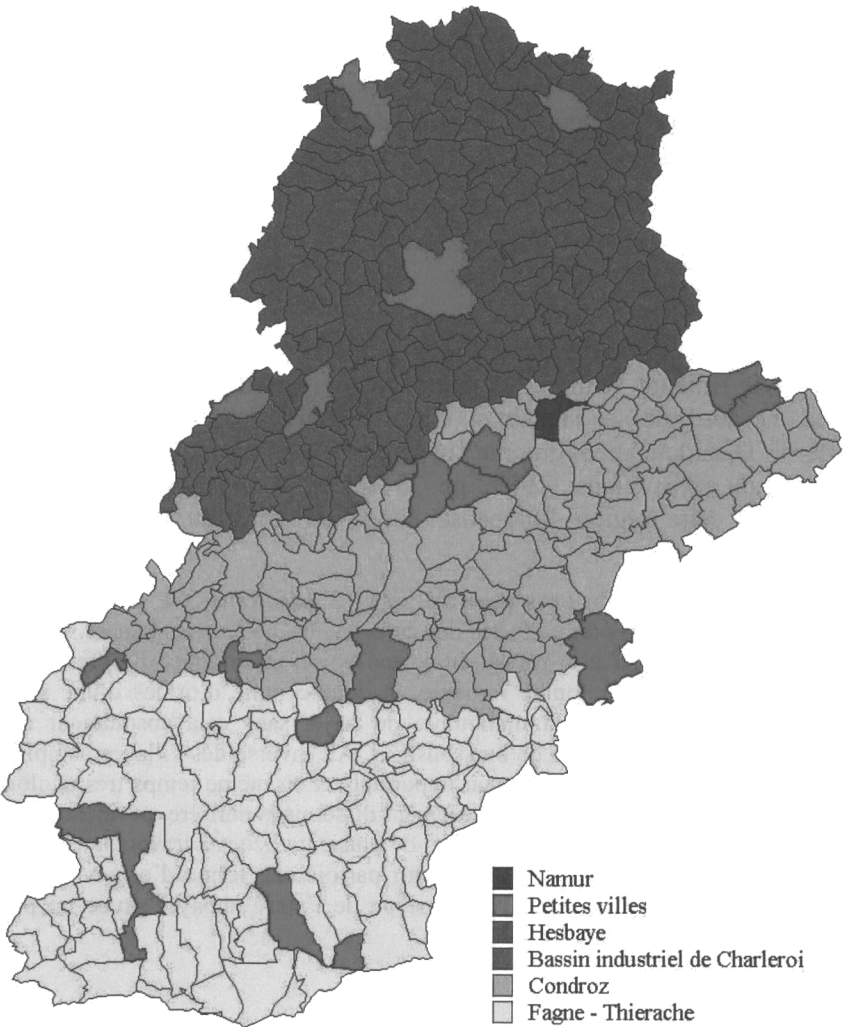 Namur
Petites villes
Hesbaye
Bassin industriel de Charleroi
Condroz
Fagne - Thierache